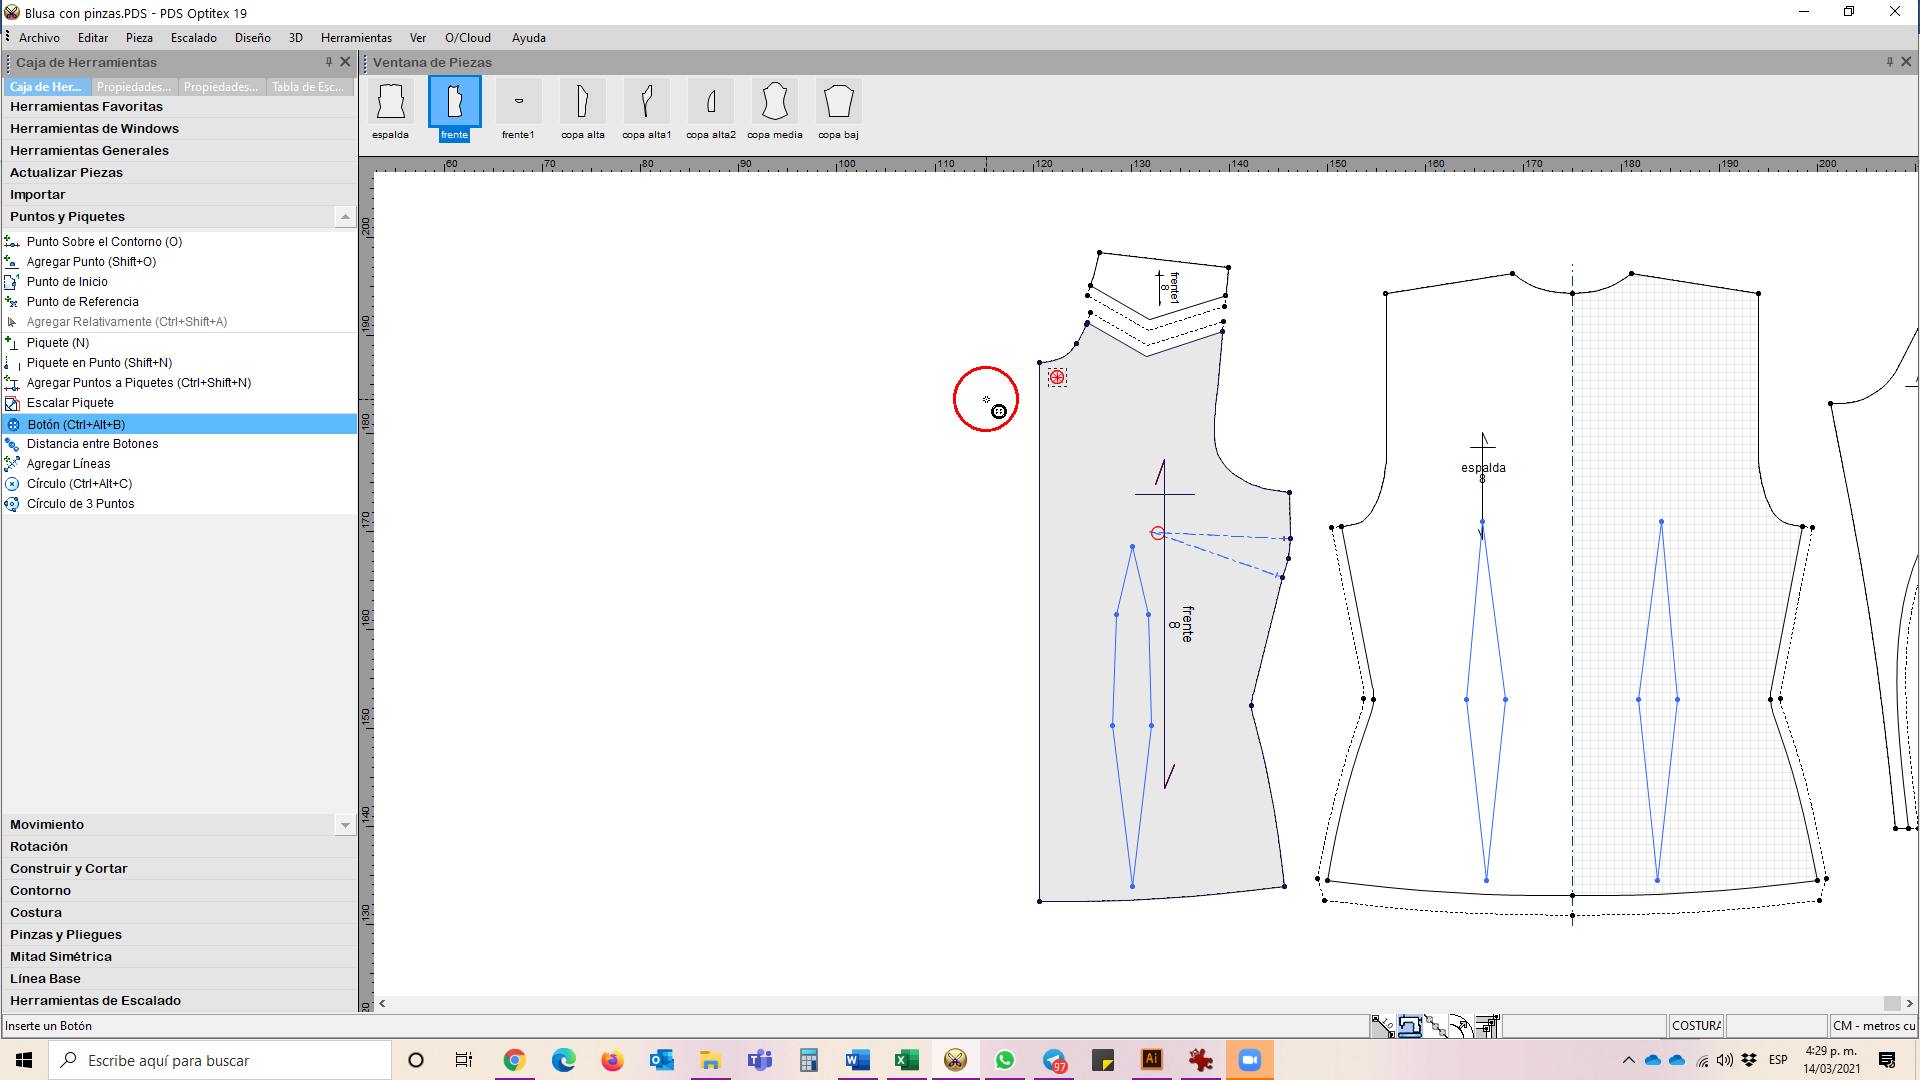 Blusa con pinzas.PDS - PDS Optitex 19
Archivo Editar Pieza Escalado Diseño 3D Herramientas Ver O/Cloud Ayuda
Caja de Herramientas
Ventana de Piezas
Caja de Her... Propiedades... Propiedades... Tabla de Esc...
Herramientas Favoritas
Herramientas de Windows
Herramientas Generales
Actualizar Piezas
Importar
Puntos y Piquetes
Punto Sobre el Contorno (O)
Agregar Punto (Shift+O)
Punto de Inicio
Punto de Referencia
Agregar Relativamente (Ctrl+Shift+A)
Piquete (N)
Piquete en Punto (Shift+N)
Agregar Puntos a Piquetes (Ctrl+Shift+N)
Escalar Piquete
Botón (Ctrl+Alt+B)
Distancia entre Botones
Agregar Líneas
Círculo (Ctrl+Alt+C)
Círculo de 3 Puntos
Movimiento
Rotación
Construir y Cortar
Contorno
Costura
Pinzas y Pliegues
Mitad Simétrica
Línea Base
Herramientas de Escalado
espalda frente frente1 copa alta copa alta1 copa alta2 copa media copa baj
60 70 80 90 100 110 120 130 140 150 160 170 180 190 200
200
190
180
170
160
150
140
130
frente1
8
frente
8
espalda
8
Inserte un Botón
COSTURA
CM - metros cu
Escribe aquí para buscar
97
ESP
4:29 p. m.
14/03/2021